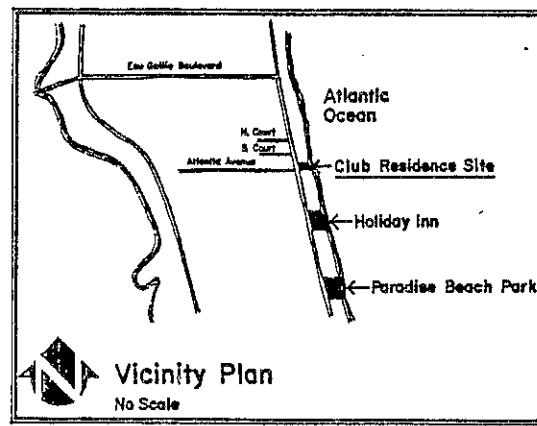 Eau Gallie Boulevard
Atlantic
Ocean
N. Court
S. Court
Atlantic Avenue
Club Residence Site
Holiday Inn
Paradise Beach Park
N
Vicinity Plan
No Scale